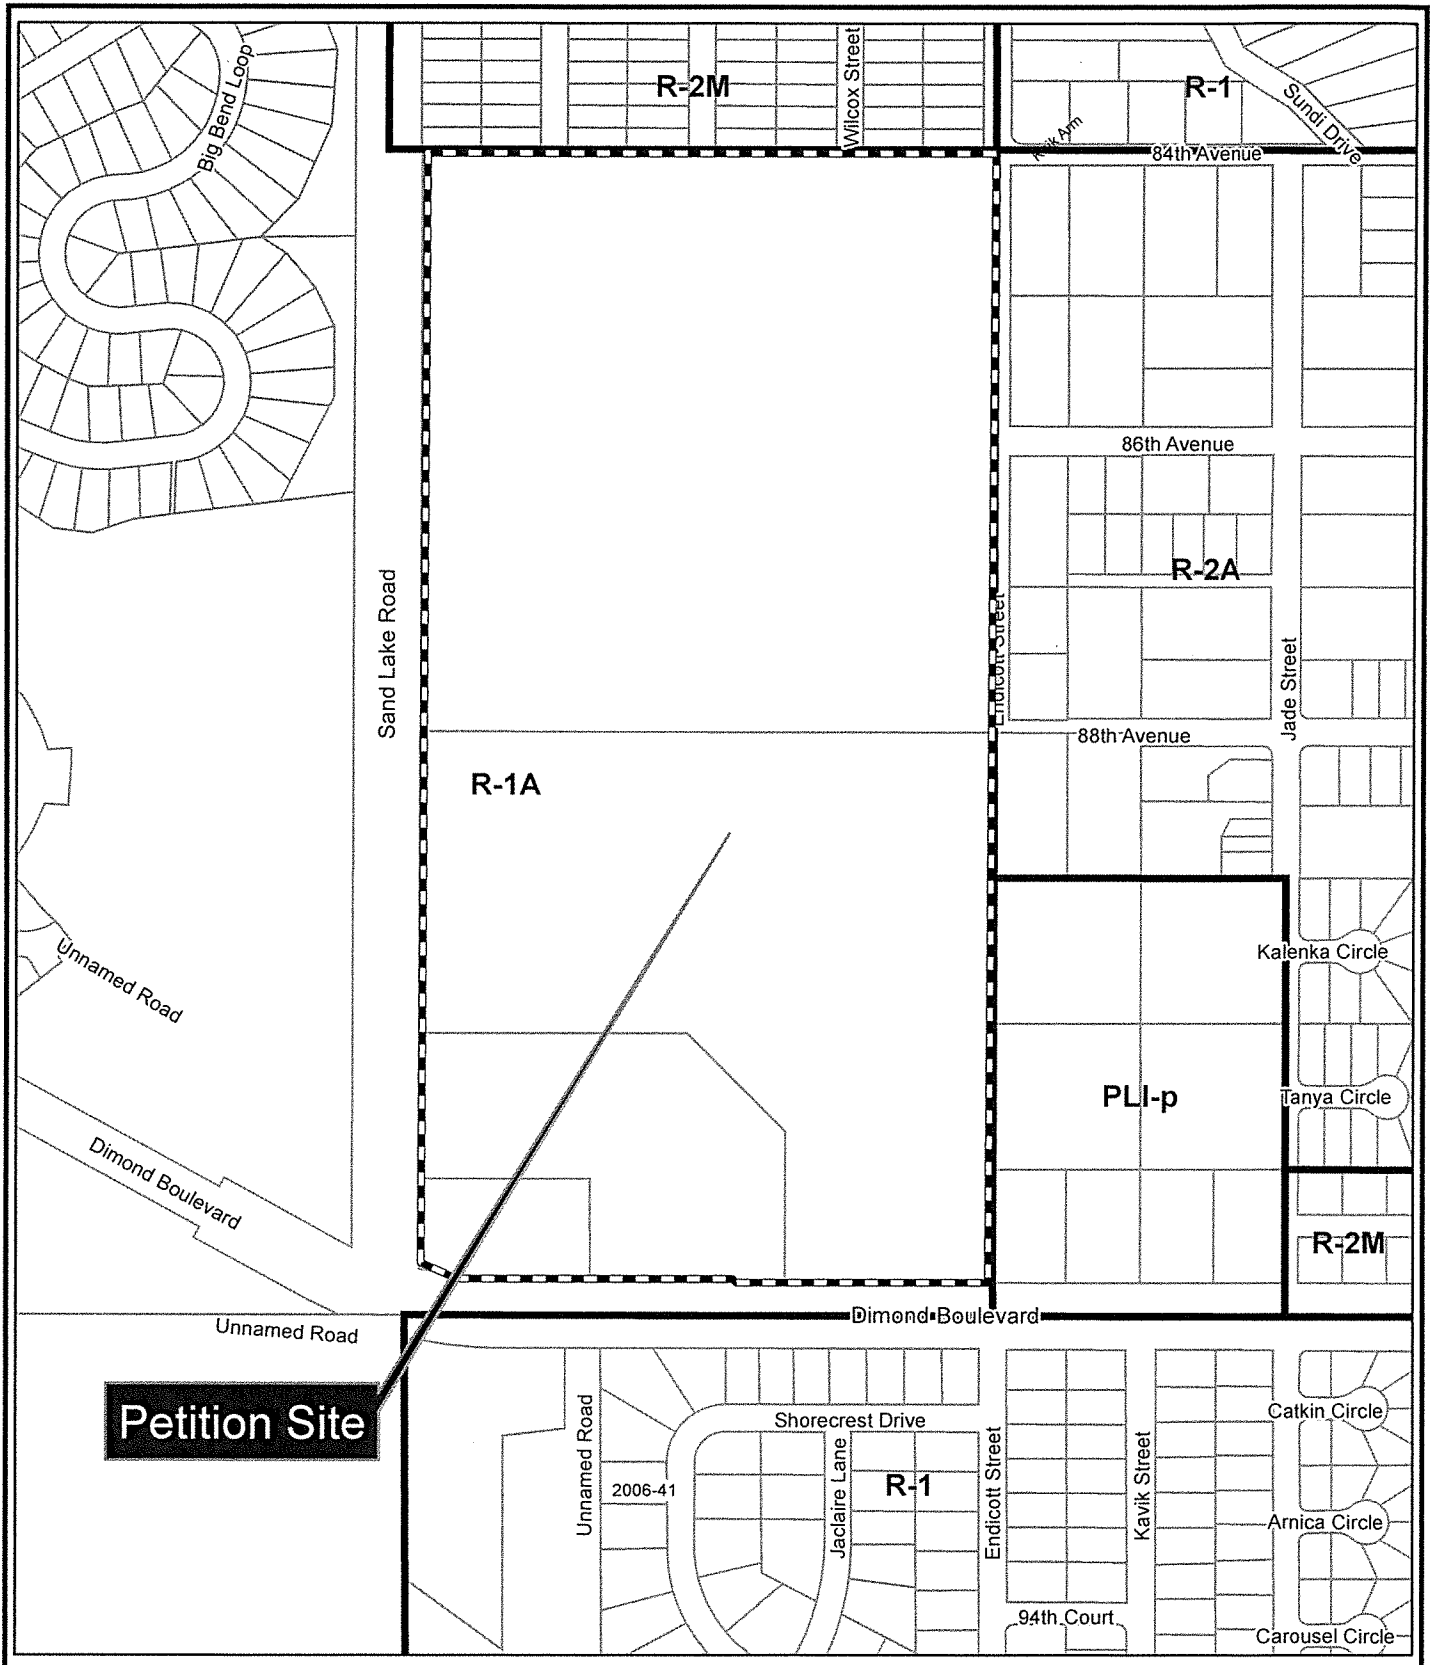 Big Bend Loop
R-2M
Wilcox Street
R-1
Sundi Drive
Kvik Arm
84th Avenue
86th Avenue
R-2A
Sand Lake Road
Endicott Street
Jade Street
88th Avenue
R-1A
Unnamed Road
Kalenka Circle
PLI-p
Tanya Circle
Dimond Boulevard
R-2M
Dimond Boulevard
Unnamed Road
Petition Site
Shorecrest Drive
Catkin Circle
Unnamed Road
2006-41
Jaclaire Lane
R-1
Endicott Street
Kavik Street
Arnica Circle
94th Court
Carousel Circle